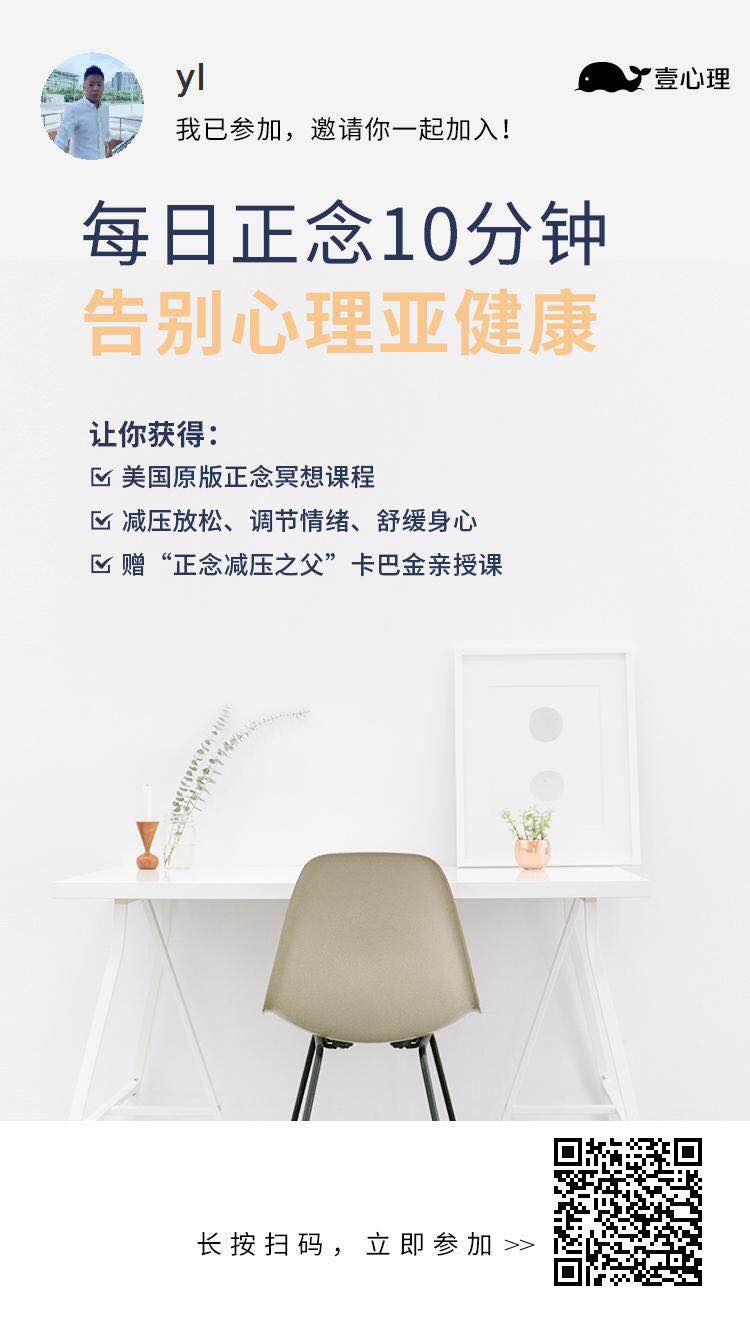 yl
壹心理
我已参加，邀请你一起加入！
每日正念10分钟
告别心理亚健康
让你获得：
美国原版正念冥想课程
减压放松、调节情绪、舒缓身心
赠“正念减压之父”卡巴金亲授课
长按扫码，立即参加 >>